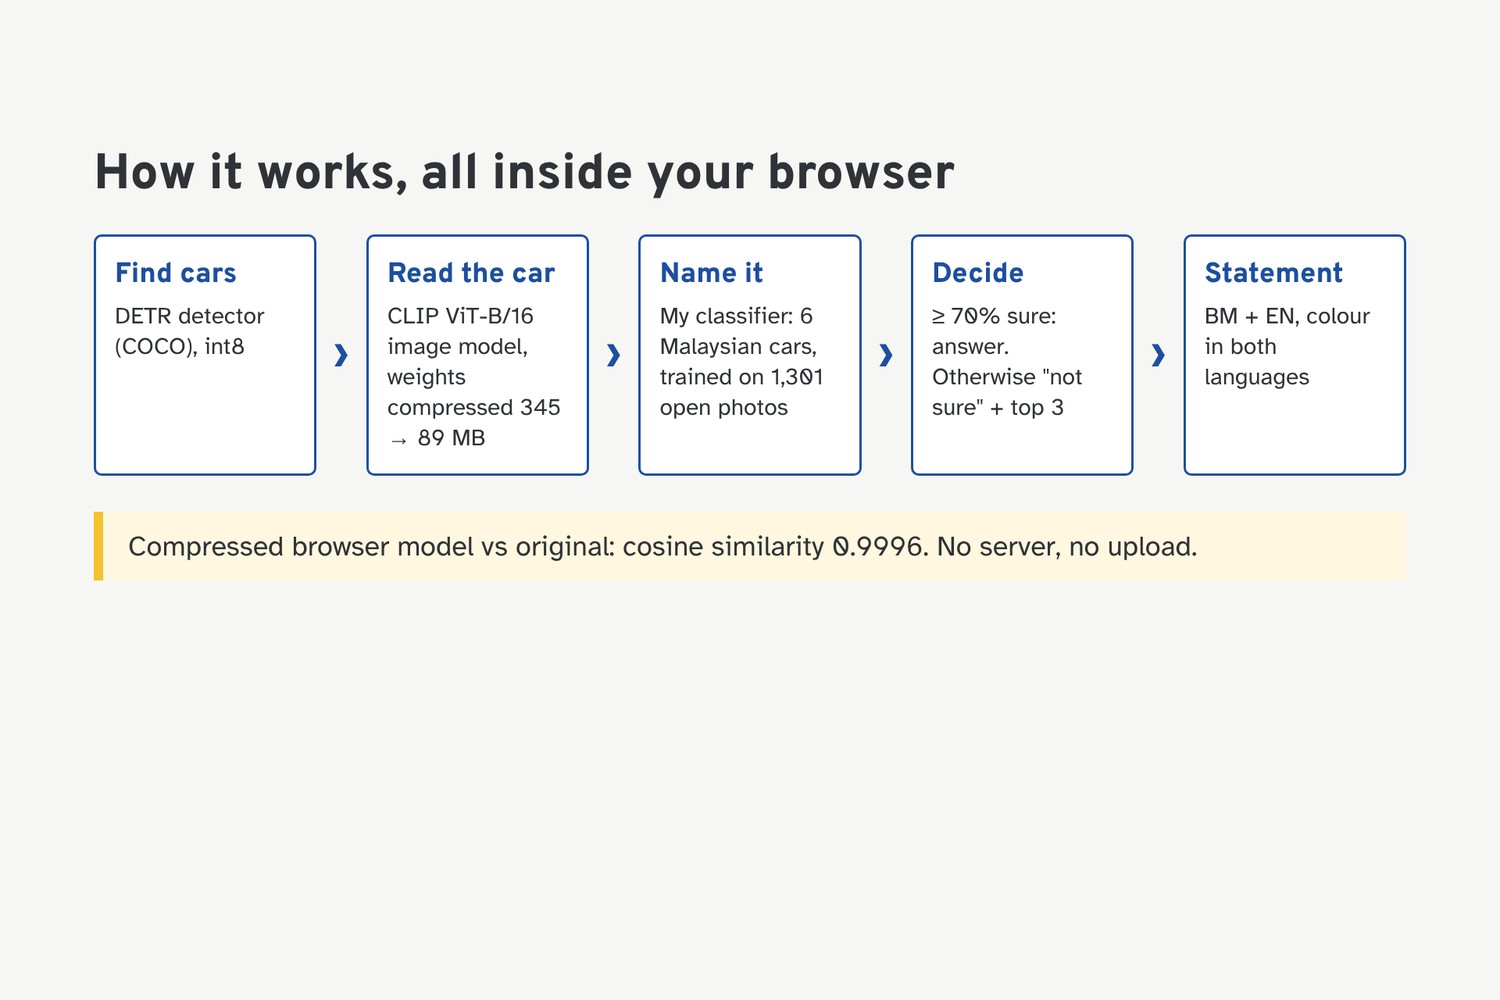 How it works, all inside your browser
Find cars
DETR detector
(COCO), int8
›
Read the car
CLIP ViT-B/16
image model,
weights
compressed 345
→ 89 MB
›
Name it
My classifier: 6
Malaysian cars,
trained on 1,301
open photos
›
Decide
≥ 70% sure:
answer.
Otherwise "not
sure" + top 3
›
Statement
BM + EN, colour
in both
languages
Compressed browser model vs original: cosine similarity 0.9996. No server, no upload.